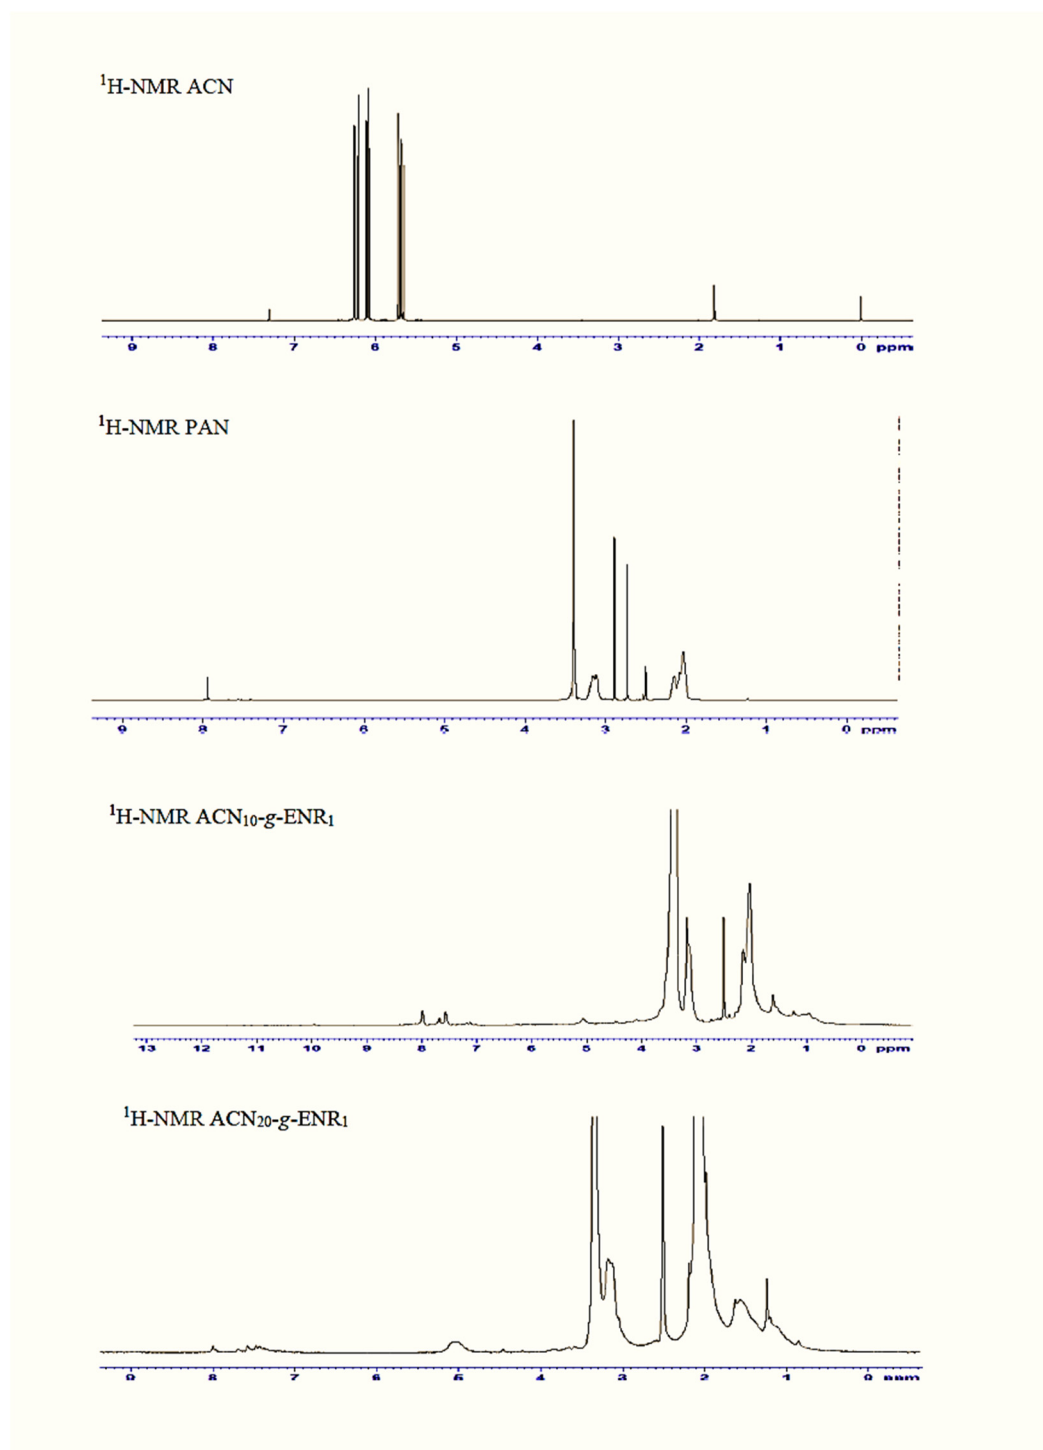 ¹H-NMR ACN
9 8 7 6 5 4 3 2 1 0 ppm
¹H-NMR PAN
9 8 7 6 5 4 3 2 1 0 ppm
¹H-NMR ACN₁₀-g-ENR₁
13 12 11 10 9 8 7 6 5 4 3 2 1 0 ppm
¹H-NMR ACN₂₀-g-ENR₁
9 8 7 6 5 4 3 2 1 0 ppm